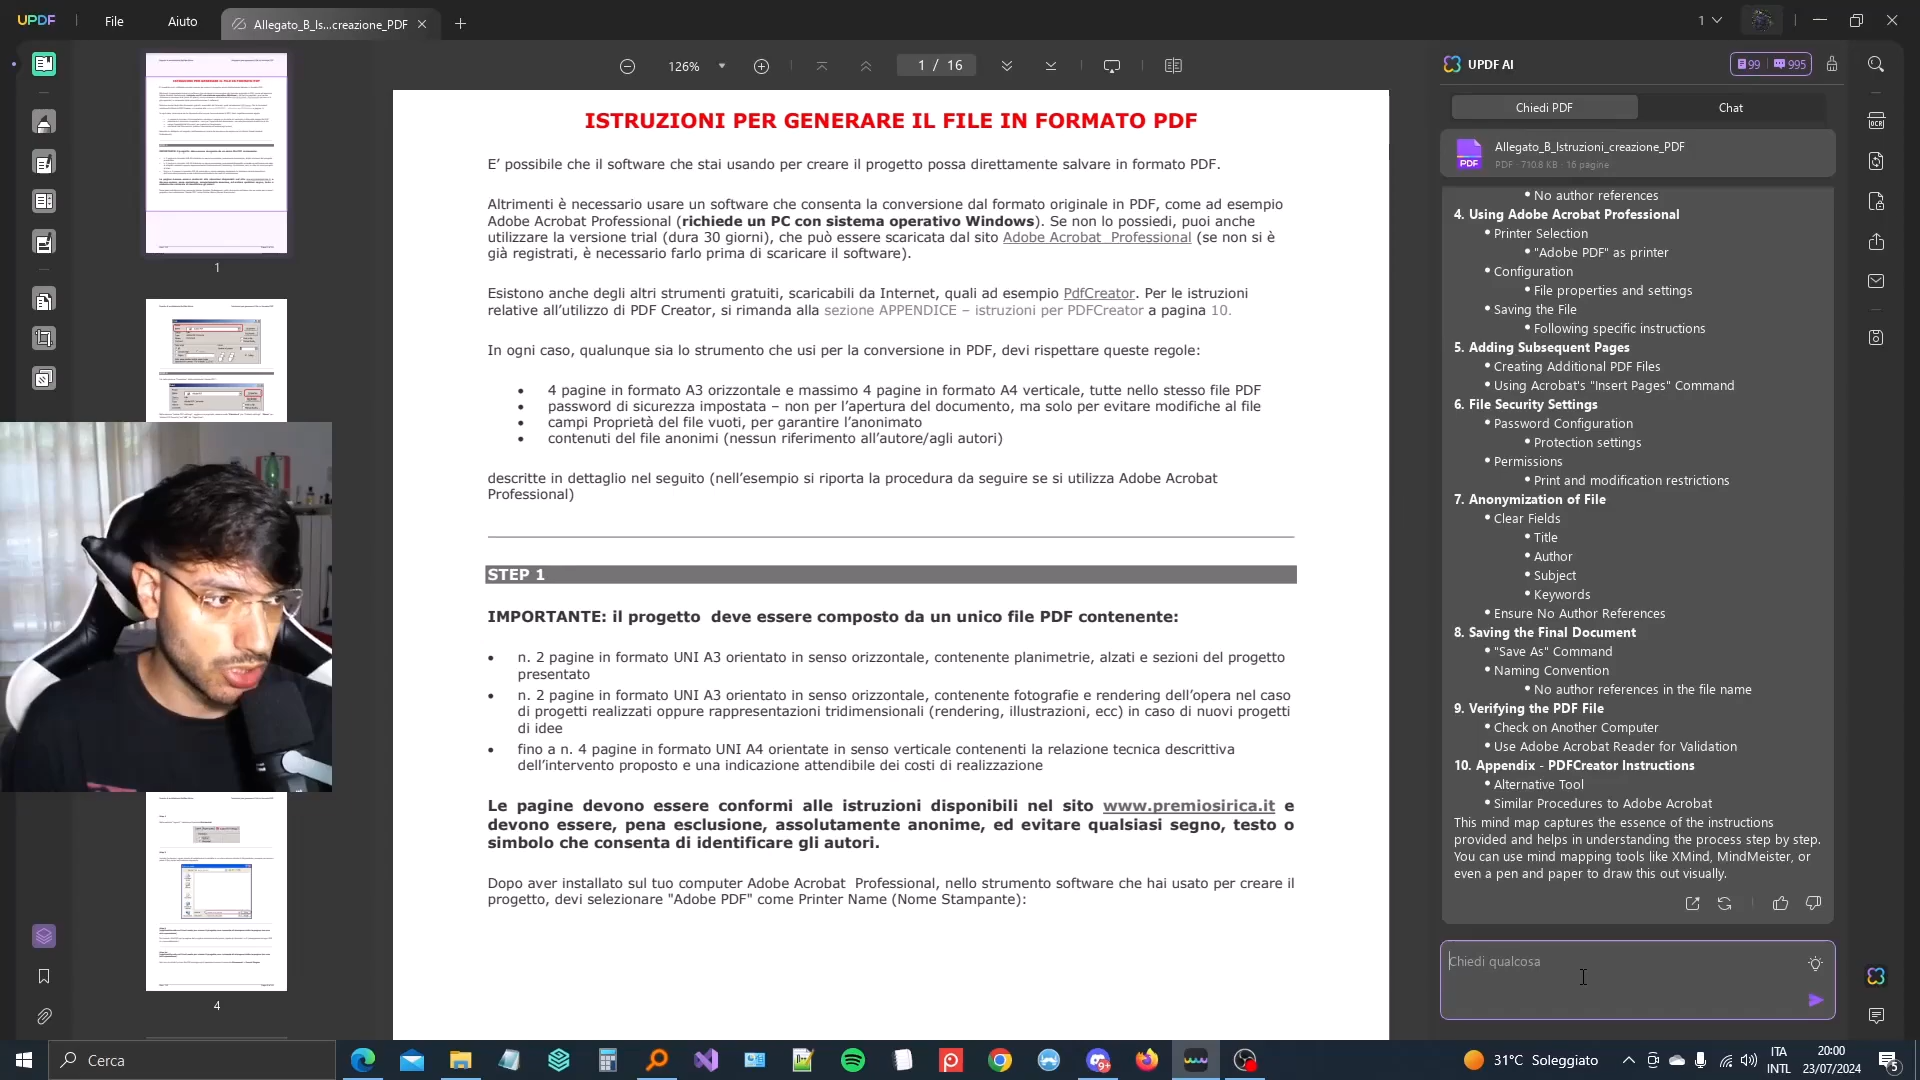 UPDF
File
Aiuto
Allegato_B_Is...creazione_PDF
1
126%
1 / 16
1
4
ISTRUZIONI PER GENERARE IL FILE IN FORMATO PDF
E’ possibile che il software che stai usando per creare il progetto possa direttamente salvare in formato PDF.
Altrimenti è necessario usare un software che consenta la conversione dal formato originale in PDF, come ad esempio
Adobe Acrobat Professional (richiede un PC con sistema operativo Windows). Se non lo possiedi, puoi anche
utilizzare la versione trial (dura 30 giorni), che può essere scaricata dal sito Adobe Acrobat Professional (se non si è
già registrati, è necessario farlo prima di scaricare il software).
Esistono anche degli altri strumenti gratuiti, scaricabili da Internet, quali ad esempio PdfCreator. Per le istruzioni
relative all’utilizzo di PDF Creator, si rimanda alla sezione APPENDICE – istruzioni per PDFCreator a pagina 10.
In ogni caso, qualunque sia lo strumento che usi per la conversione in PDF, devi rispettare queste regole:
• 4 pagine in formato A3 orizzontale e massimo 4 pagine in formato A4 verticale, tutte nello stesso file PDF
• password di sicurezza impostata – non per l’apertura del documento, ma solo per evitare modifiche al file
• campi Proprietà del file vuoti, per garantire l’anonimato
• contenuti del file anonimi (nessun riferimento all’autore/agli autori)
descritte in dettaglio nel seguito (nell’esempio si riporta la procedura da seguire se si utilizza Adobe Acrobat
Professional)
STEP 1
IMPORTANTE: il progetto deve essere composto da un unico file PDF contenente:
• n. 2 pagine in formato UNI A3 orientato in senso orizzontale, contenente planimetrie, alzati e sezioni del progetto
presentato
• n. 2 pagine in formato UNI A3 orientato in senso orizzontale, contenente fotografie e rendering dell’opera nel caso
di progetti realizzati oppure rappresentazioni tridimensionali (rendering, illustrazioni, ecc) in caso di nuovi progetti
di idee
• fino a n. 4 pagine in formato UNI A4 orientate in senso verticale contenenti la relazione tecnica descrittiva
dell’intervento proposto e una indicazione attendibile dei costi di realizzazione
Le pagine devono essere conformi alle istruzioni disponibili nel sito www.premiosirica.it e
devono essere, pena esclusione, assolutamente anonime, ed evitare qualsiasi segno, testo o
simbolo che consenta di identificare gli autori.
Dopo aver installato sul tuo computer Adobe Acrobat Professional, nello strumento software che hai usato per creare il
progetto, devi selezionare "Adobe PDF" come Printer Name (Nome Stampante):
UPDF AI
99 995
Chiedi PDF
Chat
PDF
Allegato_B_Istruzioni_creazione_PDF
PDF · 710.8 KB · 16 pagine
• No author references
4. Using Adobe Acrobat Professional
• Printer Selection
• "Adobe PDF" as printer
• Configuration
• File properties and settings
• Saving the File
• Following specific instructions
5. Adding Subsequent Pages
• Creating Additional PDF Files
• Using Acrobat's "Insert Pages" Command
6. File Security Settings
• Password Configuration
• Protection settings
• Permissions
• Print and modification restrictions
7. Anonymization of File
• Clear Fields
• Title
• Author
• Subject
• Keywords
• Ensure No Author References
8. Saving the Final Document
• "Save As" Command
• Naming Convention
• No author references in the file name
9. Verifying the PDF File
• Check on Another Computer
• Use Adobe Acrobat Reader for Validation
10. Appendix - PDFCreator Instructions
• Alternative Tool
• Similar Procedures to Adobe Acrobat
This mind map captures the essence of the instructions
provided and helps in understanding the process step by step.
You can use mind mapping tools like XMind, MindMeister, or
even a pen and paper to draw this out visually.
Chiedi qualcosa
OCR
Cerca
9+
31°C Soleggiato
ITA
INTL
20:00
23/07/2024
5